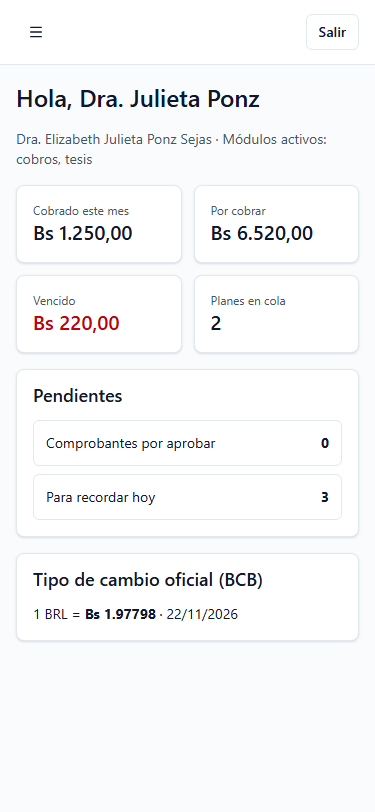 Salir
Hola, Dra. Julieta Ponz
Dra. Elizabeth Julieta Ponz Sejas · Módulos activos:
cobros, tesis
Cobrado este mes
Bs 1.250,00
Por cobrar
Bs 6.520,00
Vencido
Bs 220,00
Planes en cola
2
Pendientes
Comprobantes por aprobar 0
Para recordar hoy 3
Tipo de cambio oficial (BCB)
1 BRL = Bs 1.97798 · 22/11/2026